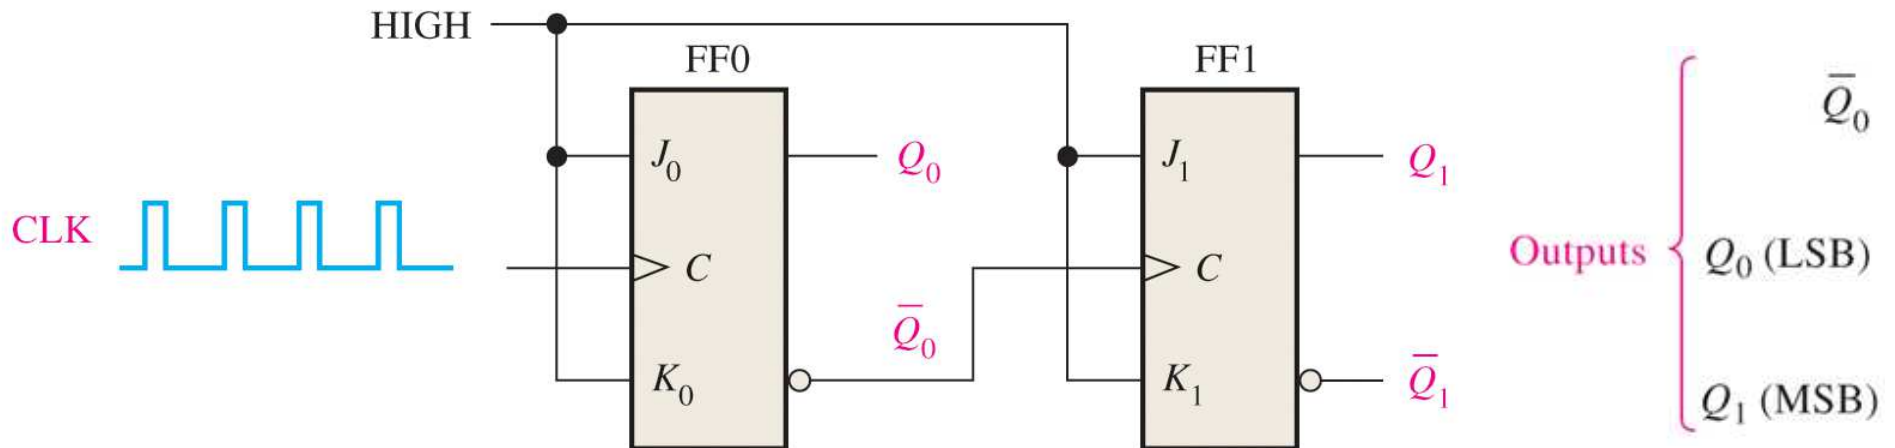 HIGH
FF0
FF1
Q̅₀
J₀
Q₀
J₁
Q₁
CLK
C
C
Outputs
Q₀ (LSB)
Q̅₀
K₀
K₁
Q̅₁
Q₁ (MSB)